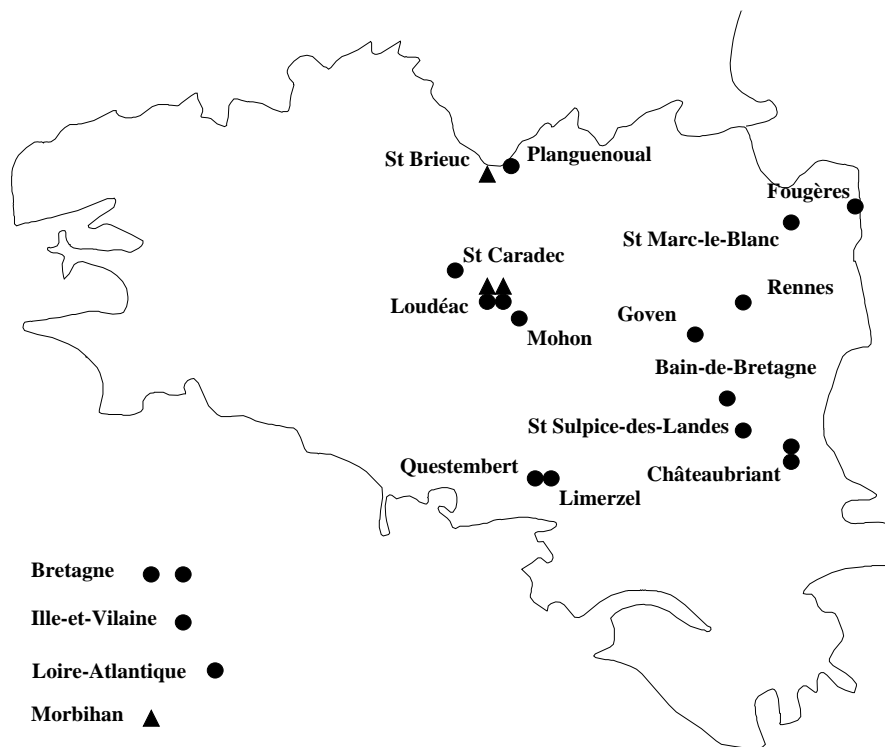 St Brieuc
Planguenoual
Fougères
St Marc-le-Blanc
St Caradec
Rennes
Loudéac
Goven
Mohon
Bain-de-Bretagne
St Sulpice-des-Landes
Questembert
Châteaubriant
Limerzel
Bretagne
Ille-et-Vilaine
Loire-Atlantique
Morbihan